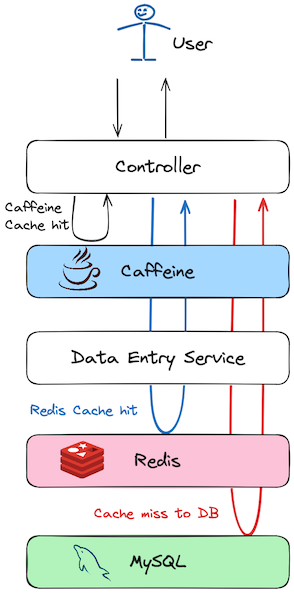 User
Controller
Caffeine
Cache hit
Caffeine
Data Entry Service
Redis Cache hit
Redis
Cache miss to DB
MySQL